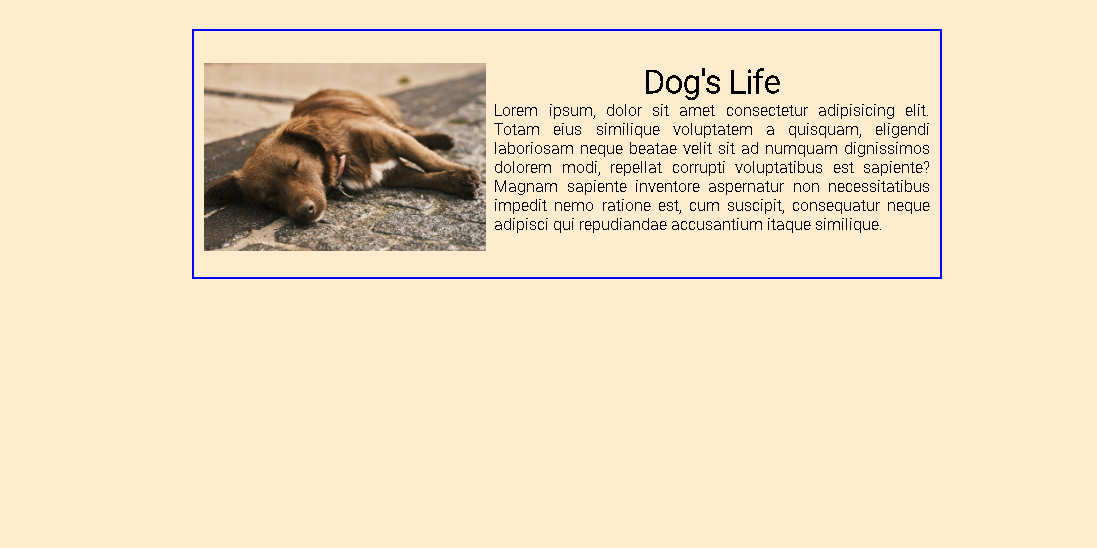 Dog's Life
Lorem ipsum, dolor sit amet consectetur adipisicing elit.
Totam eius similique voluptatem a quisquam, eligendi
laboriosam neque beatae velit sit ad numquam dignissimos
dolorem modi, repellat corrupti voluptatibus est sapiente?
Magnam sapiente inventore aspernatur non necessitatibus
impedit nemo ratione est, cum suscipit, consequatur neque
adipisci qui repudiandae accusantium itaque similique.